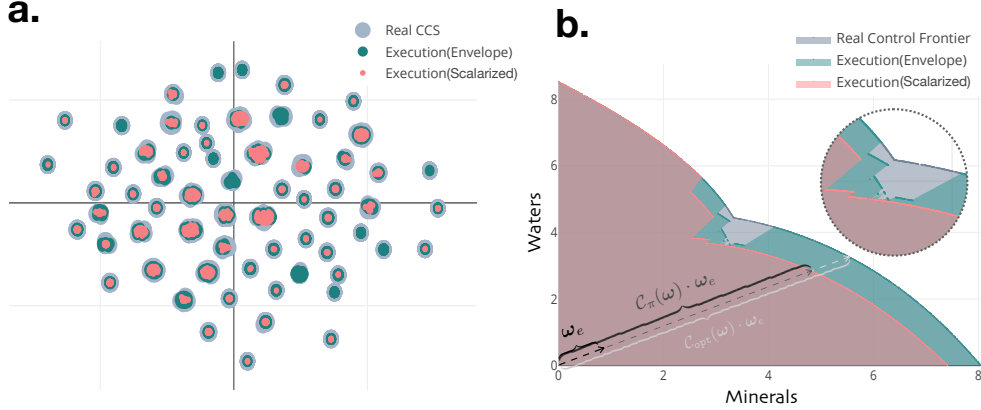 a.
Real CCS
Execution(Envelope)
Execution(Scalarized)
b.
Real Control Frontier
Execution(Envelope)
Execution(Scalarized)
8
6
4
2
0
Waters
𝒞π(ω) · ωe
𝒞opt(ω) · ωe
ωe
0
2
4
6
8
Minerals